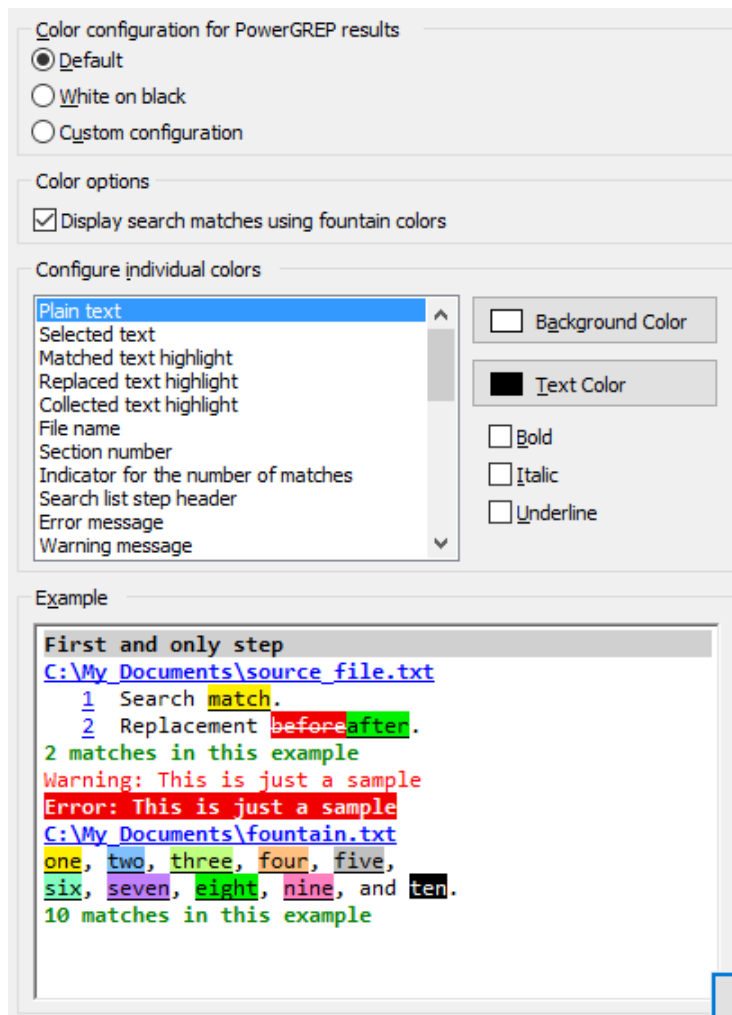 Color configuration for PowerGREP results
Default
White on black
Custom configuration
Color options
Display search matches using fountain colors
Configure individual colors
Plain text
Selected text
Matched text highlight
Replaced text highlight
Collected text highlight
File name
Section number
Indicator for the number of matches
Search list step header
Error message
Warning message
Background Color
Text Color
Bold
Italic
Underline
Example
First and only step
C:\My Documents\source_file.txt
1 Search match.
2 Replacement beforeafter.
2 matches in this example
Warning: This is just a sample
Error: This is just a sample
C:\My Documents\fountain.txt
one, two, three, four, five,
six, seven, eight, nine, and ten.
10 matches in this example